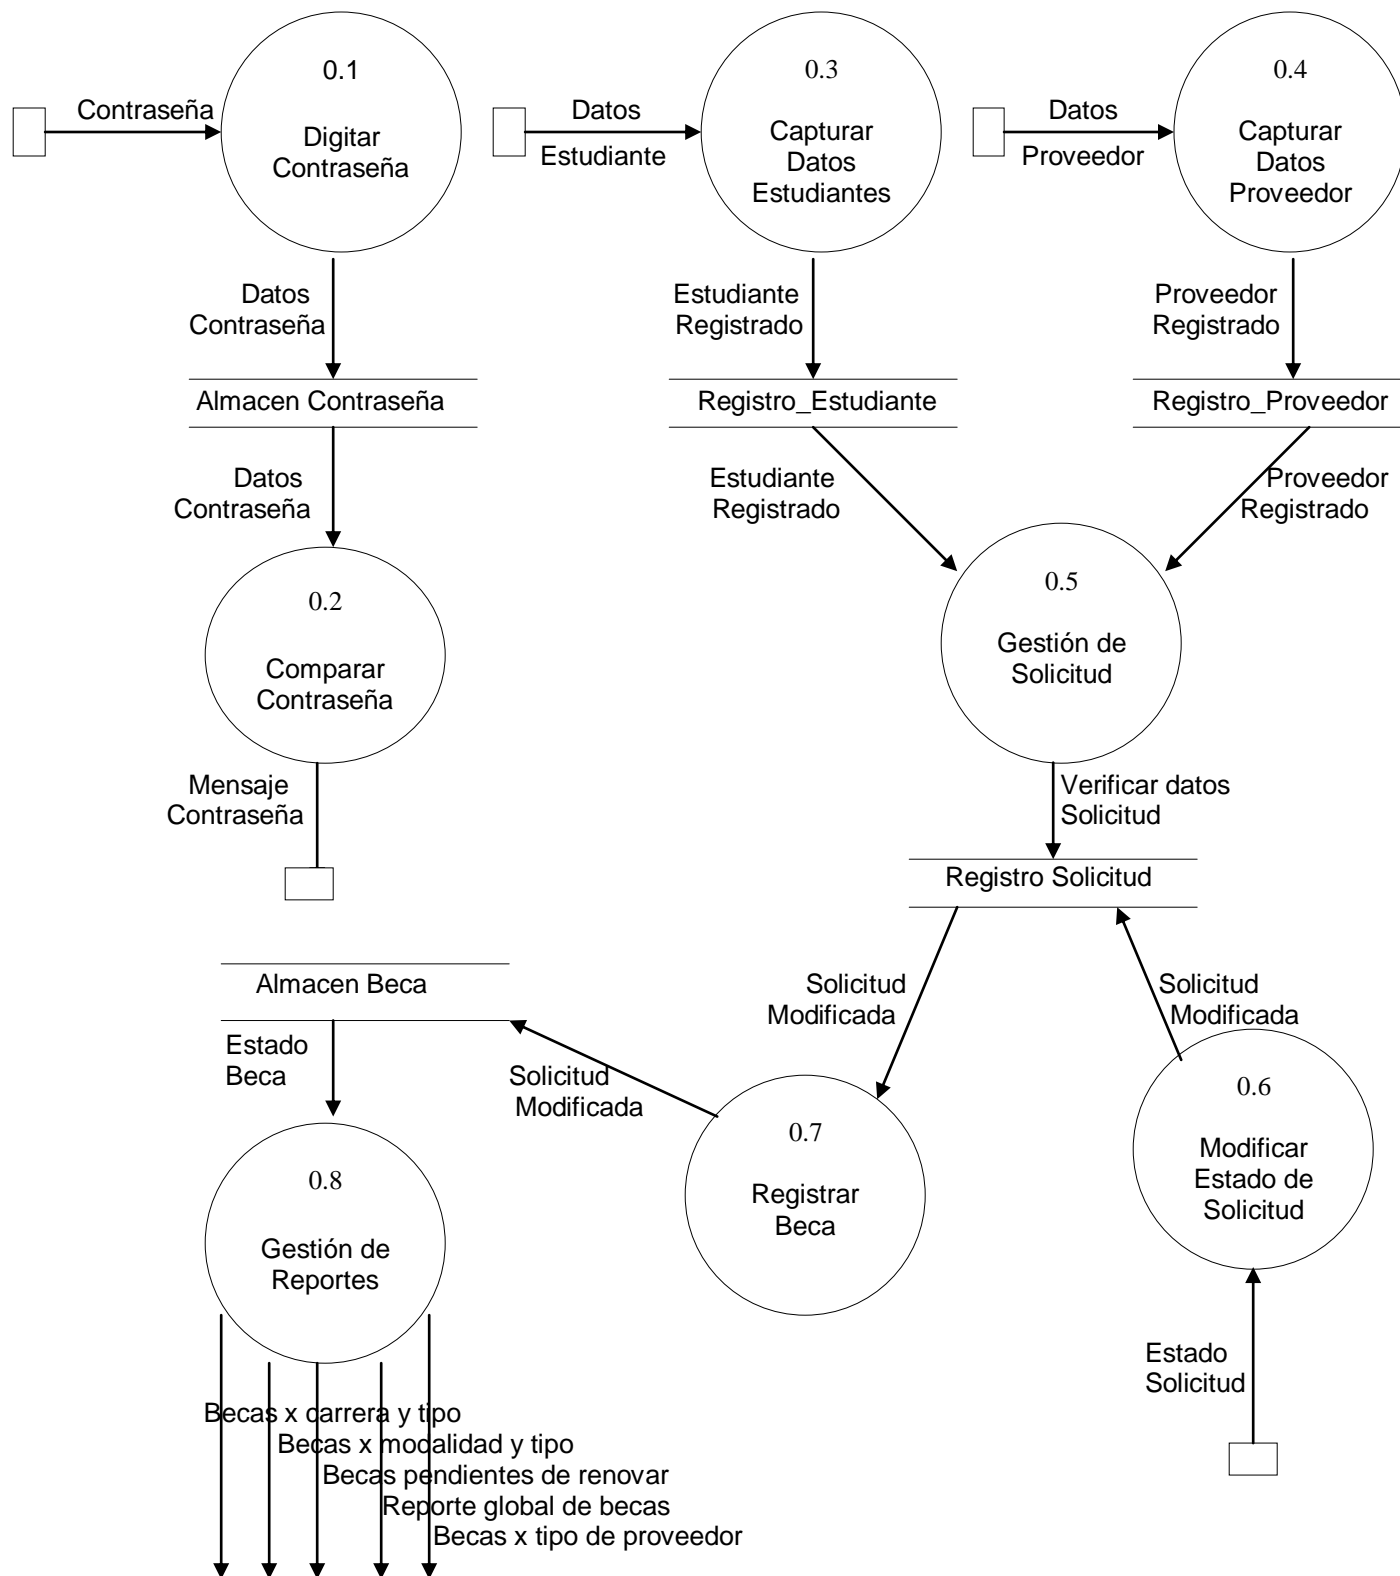 0.1
Digitar
Contraseña
Contraseña
0.3
Capturar
Datos
Estudiantes
Datos
Estudiante
0.4
Capturar
Datos
Proveedor
Datos
Proveedor
Datos
Contraseña
Estudiante
Registrado
Proveedor
Registrado
Almacen Contraseña
Registro_Estudiante
Registro_Proveedor
Datos
Contraseña
Estudiante
Registrado
Proveedor
Registrado
0.2
Comparar
Contraseña
0.5
Gestión de
Solicitud
Mensaje
Contraseña
Verificar datos
Solicitud
Registro Solicitud
Almacen Beca
Solicitud
Modificada
Solicitud
Modificada
Estado
Beca
Solicitud
Modificada
0.6
Modificar
Estado de
Solicitud
0.7
Registrar
Beca
0.8
Gestión de
Reportes
Estado
Solicitud
Becas x carrera y tipo
Becas x modalidad y tipo
Becas pendientes de renovar
Reporte global de becas
Becas x tipo de proveedor